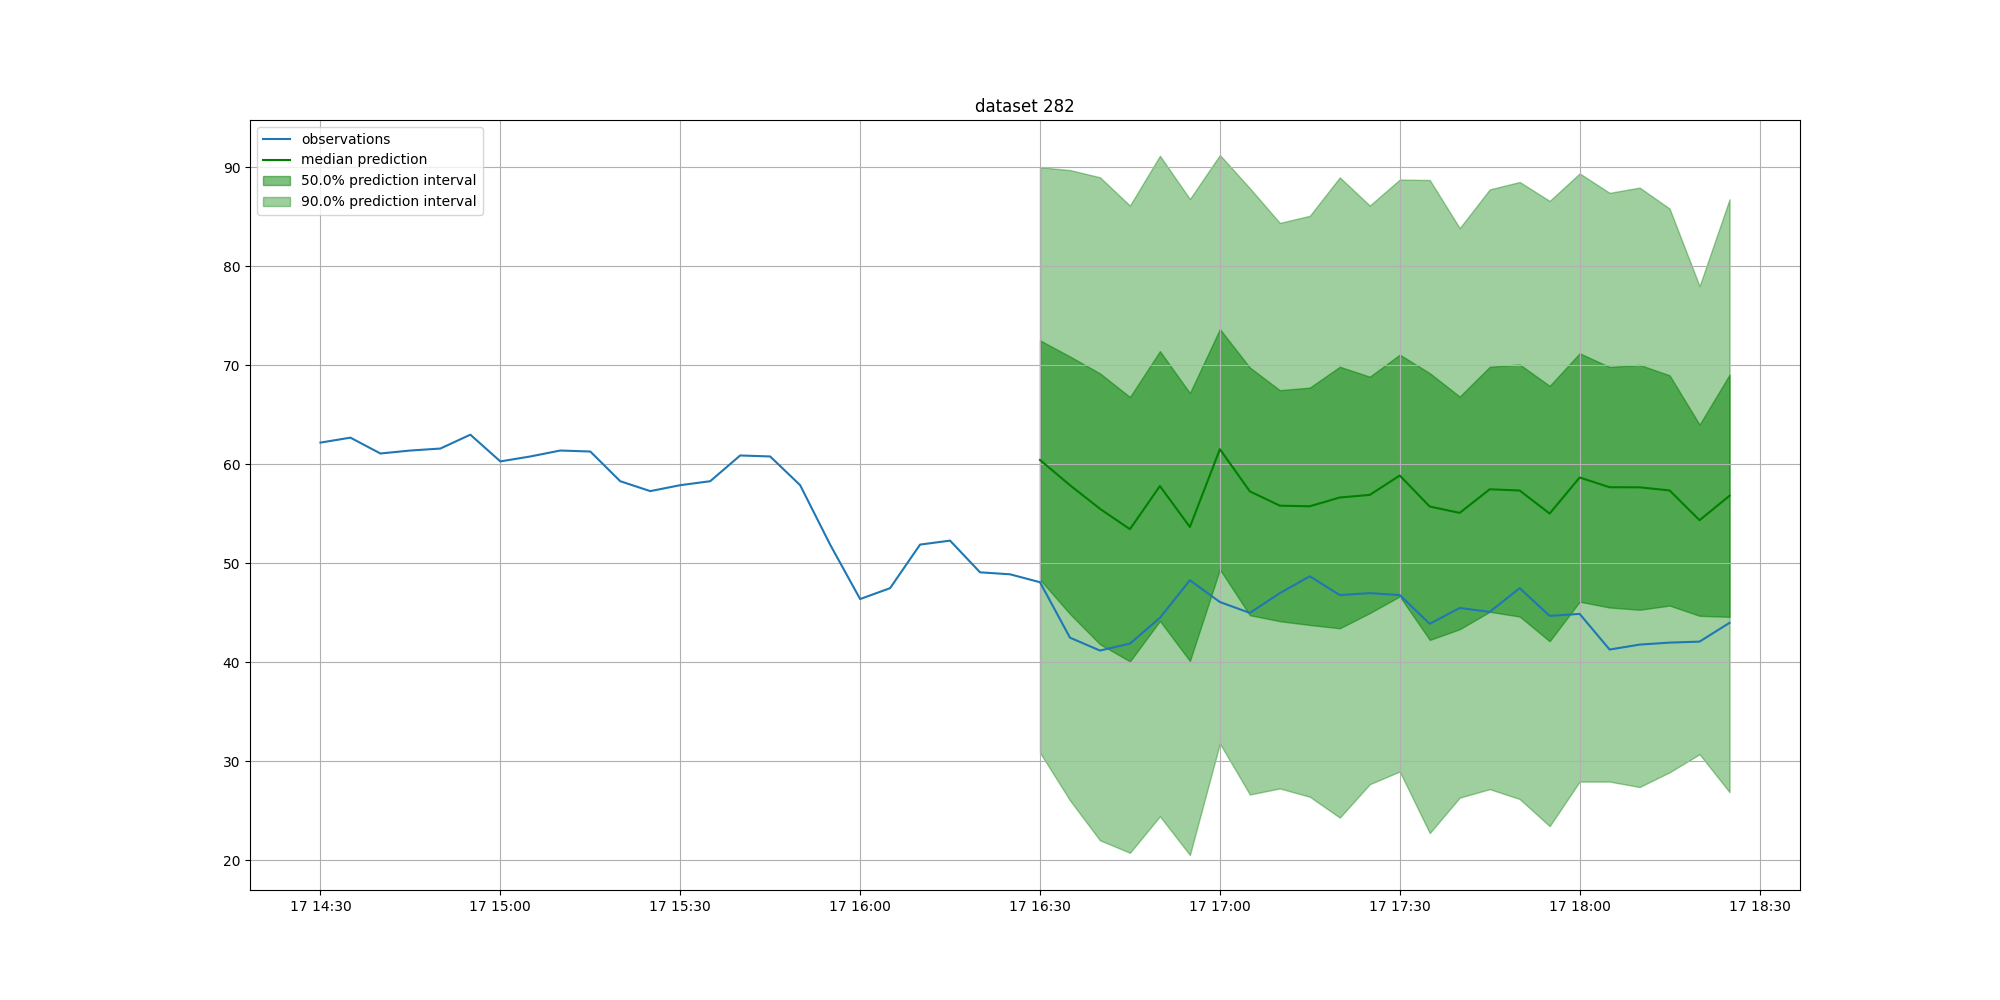 dataset 282
observations
median prediction
50.0% prediction interval
90.0% prediction interval
90
80
70
60
50
40
30
20
17 14:30 17 15:00 17 15:30 17 16:00 17 16:30 17 17:00 17 17:30 17 18:00 17 18:30